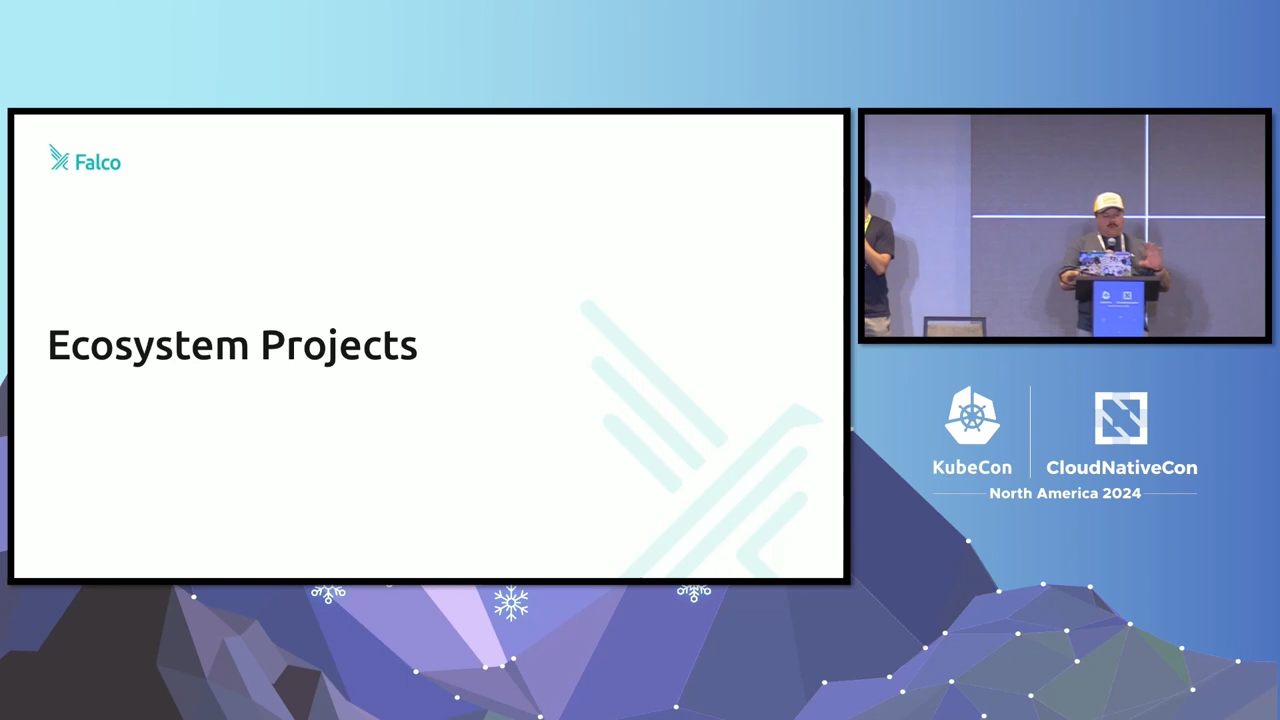 Falco
Ecosystem Projects
KubeCon
CloudNativeCon
North America 2024